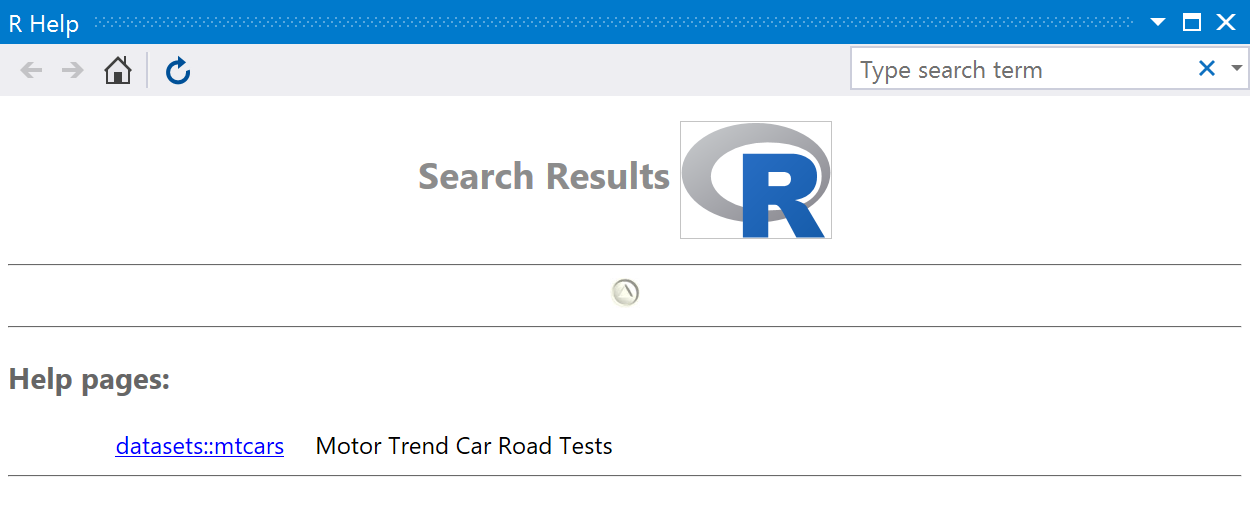 R Help
Type search term
Search Results R
Help pages:
datasets::mtcars Motor Trend Car Road Tests